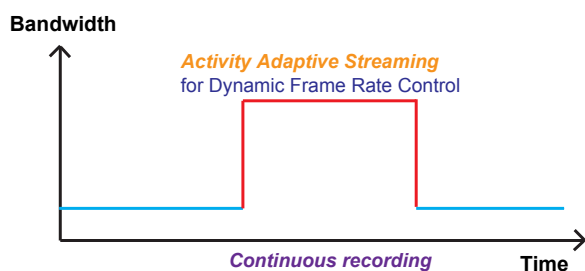 Bandwidth
Activity Adaptive Streaming
for Dynamic Frame Rate Control
Continuous recording
Time